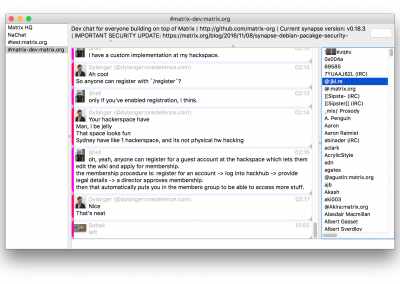 #matrix-dev:matrix.org
Matrix HQ
NaChat
#test:matrix.org
#matrix-dev:matrix.org
Dev chat for everyone building on top of Matrix | http://github.com/matrix-org | Current synapse version: v0.18.3
| IMPORTANT SECURITY UPDATE: https://matrix.org/blog/2016/11/08/synapse-debian-pacakge-security-
Shell 02:13
I have a custom implementation at my hackspace.
Dylanger (@dylanger:onedefence.com) 02:13
Ah cool
So anyone can register with `/register`?
Shell 02:13
only if you've enabled registration, I think.
Dylanger (@dylanger:onedefence.com) 02:14
Your hackerspace have
Man, I be jelly
That space looks fun
Sydney have like 1 hackerspace, and its not physical hw hacking
Shell 02:16
oh, yeah, anyone can register for a guest account at the hackspace which lets them
edit the wiki and apply for membership.
the membership procedure is: register for an account -> log into hackhub -> provide
legal details -> a director approves membership.
then that automatically puts you in the members group to be able to access more stuff.
Dylanger (@dylanger:onedefence.com) 02:17
Nice
That's neat
Sobek 10:55
left
0x004a
69585
7YUAAJ82L (IRC)
@:jki.re
@:matrix.org
]Slipste- (IRC)
]Slipster|| (IRC)
_mis/ Prosody
A. Penguin
Aaron
Aaron Raimist
abinader (IRC)
aclark
AcrylicStyle
adn
agates
@agustin:matrix.org
ajb
Akash
akl003
@Akira:matrix.org
Alasdair Macmillan
Albert Gasset
Albert Sverdlov